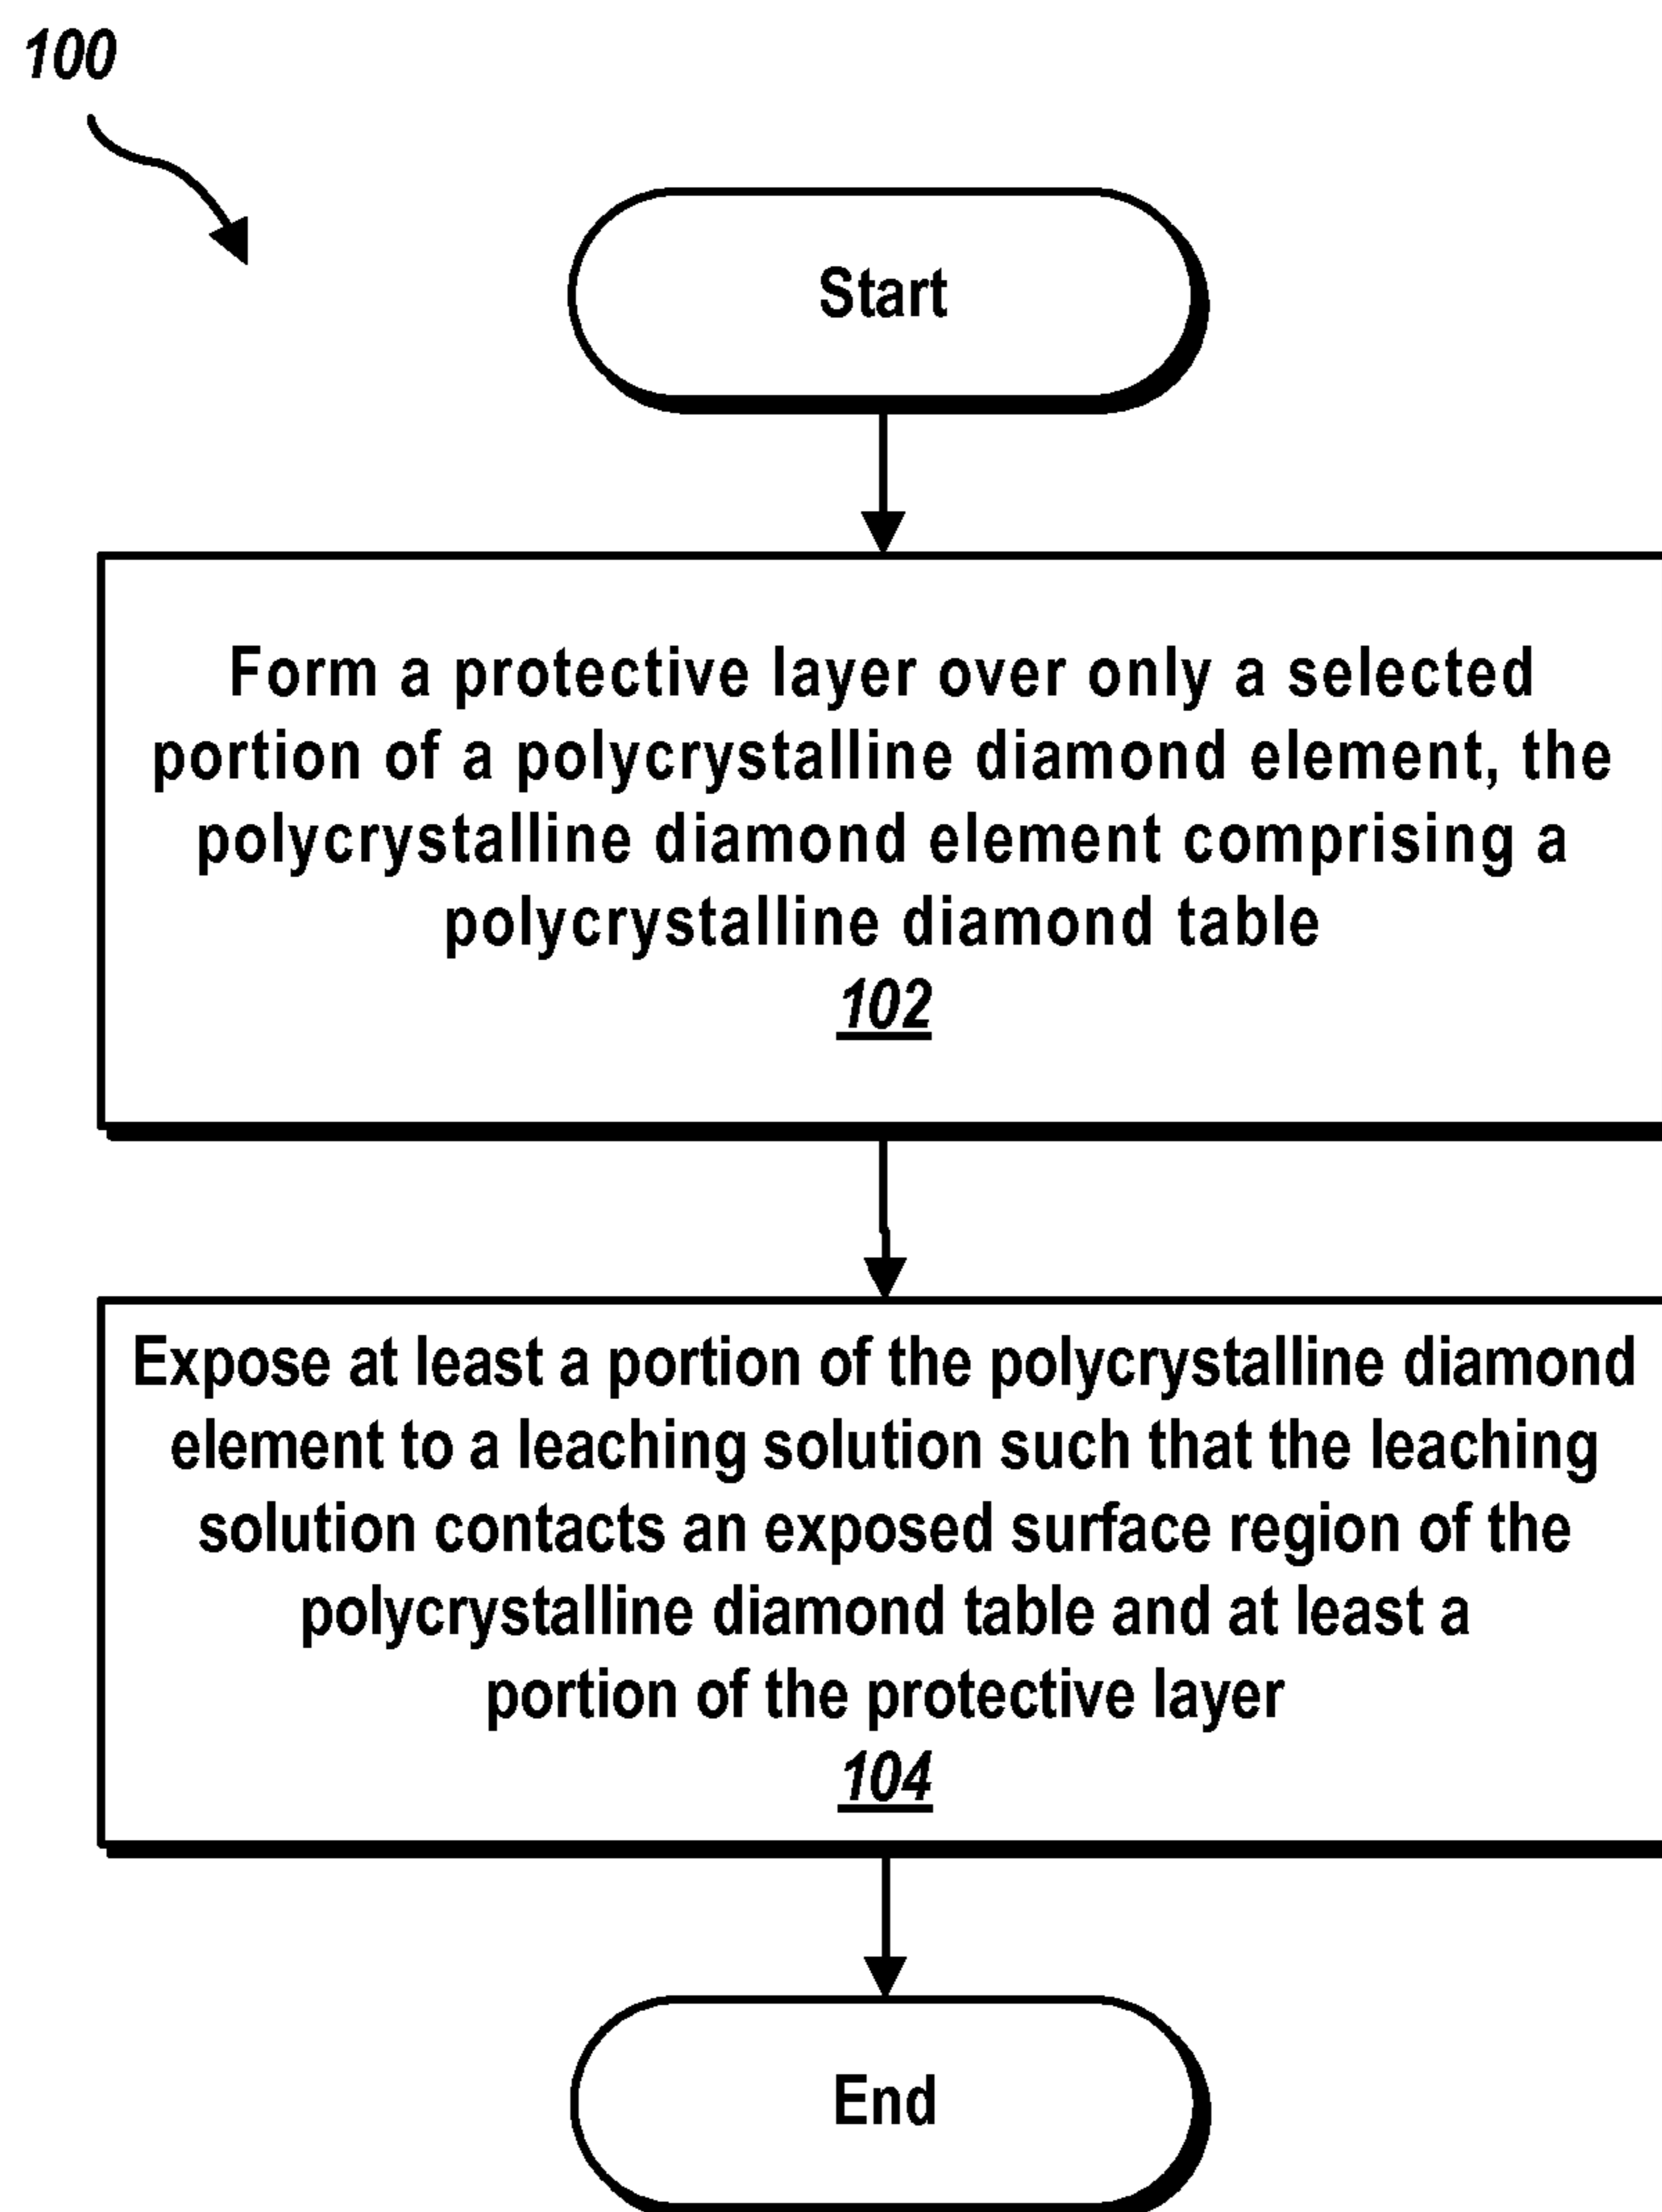 100
Start
Form a protective layer over only a selected
portion of a polycrystalline diamond element, the
polycrystalline diamond element comprising a
polycrystalline diamond table
102
Expose at least a portion of the polycrystalline diamond
element to a leaching solution such that the leaching
solution contacts an exposed surface region of the
polycrystalline diamond table and at least a
portion of the protective layer
104
End